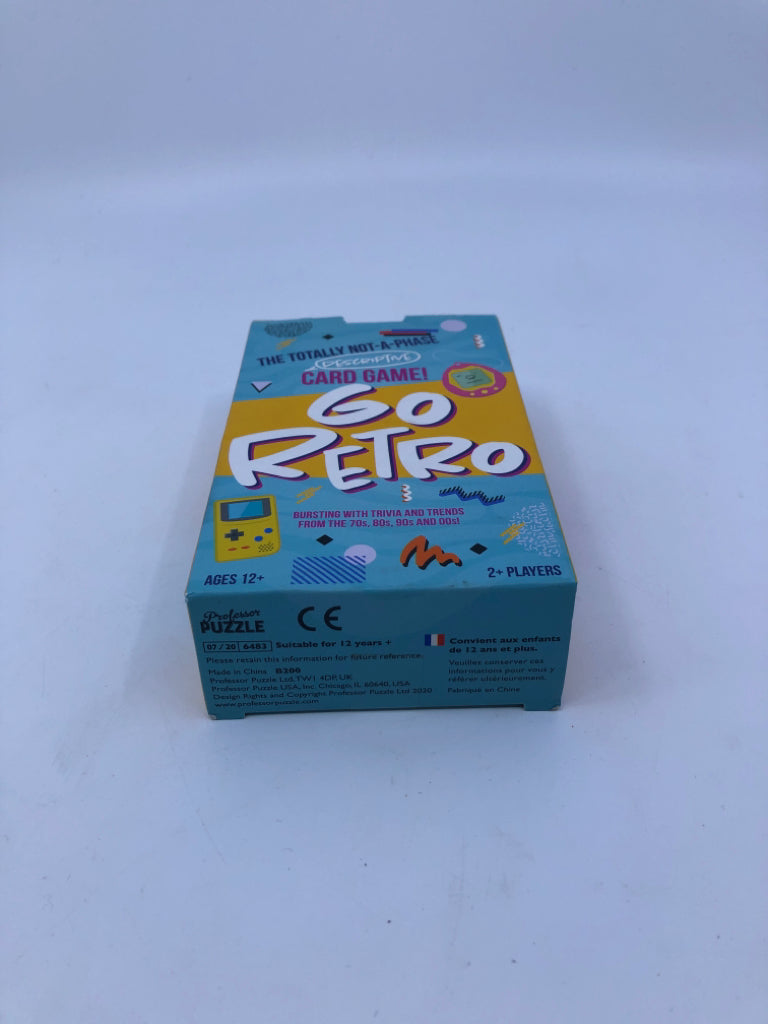 THE TOTALLY NOT-A-PHASE
DESCRIPTIVE
CARD GAME!
GO
RETRO
BURSTING WITH TRIVIA AND TRENDS
FROM THE 70s, 80s, 90s AND 00s!
AGES 12+
2+ PLAYERS
Professor
PUZZLE
CE
07 / 20 6483 Suitable for 12 years +
Please retain this information for future reference.
Made in China B200
Professor Puzzle Ltd, TW1 4DP, UK
Professor Puzzle USA, Inc. Chicago, IL 60640, USA
Design Rights and Copyright Professor Puzzle Ltd 2020
www.professorpuzzle.com
Convient aux enfants
de 12 ans et plus.
Veuillez conserver ces
informations pour vous y
référer ultérieurement.
Fabriqué en Chine